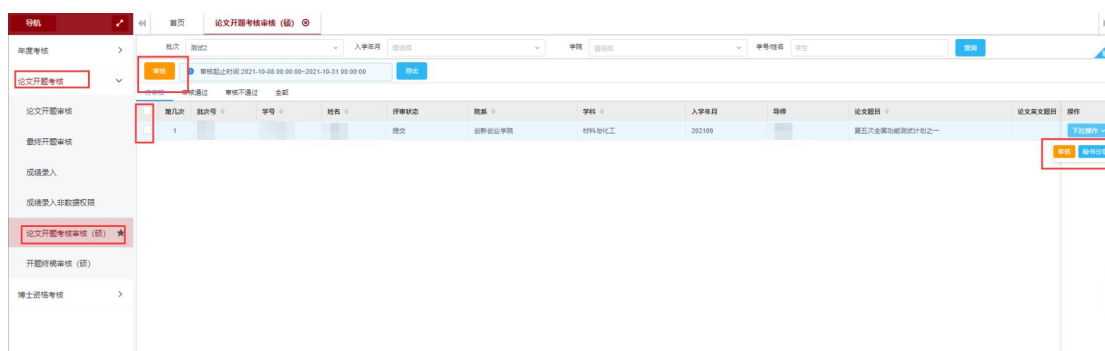 导航
首页 论文开题考核审核（硕）
年度考核
批次 测试2 入学年月 请选择 学院 请选择 学号/姓名 学生 查询
论文开题考核
审核 审核起止时间:2021-10-08 00:00:00~2021-10-31 00:00:00 导出
待审核 审核通过 审核不通过 全部
论文开题审核
第几次 批次号 学号 姓名 评审状态 院系 学科 入学年月 导师 论文题目 论文英文题目 操作
1 提交 创新创业学院 材料与化工 202109 第五次全面功能测试计划之一 下拉操作
最终开题审核
审核 秘书分
成绩录入
成绩录入非数据权限
论文开题考核审核（硕）
开题终稿审核（硕）
博士资格考核